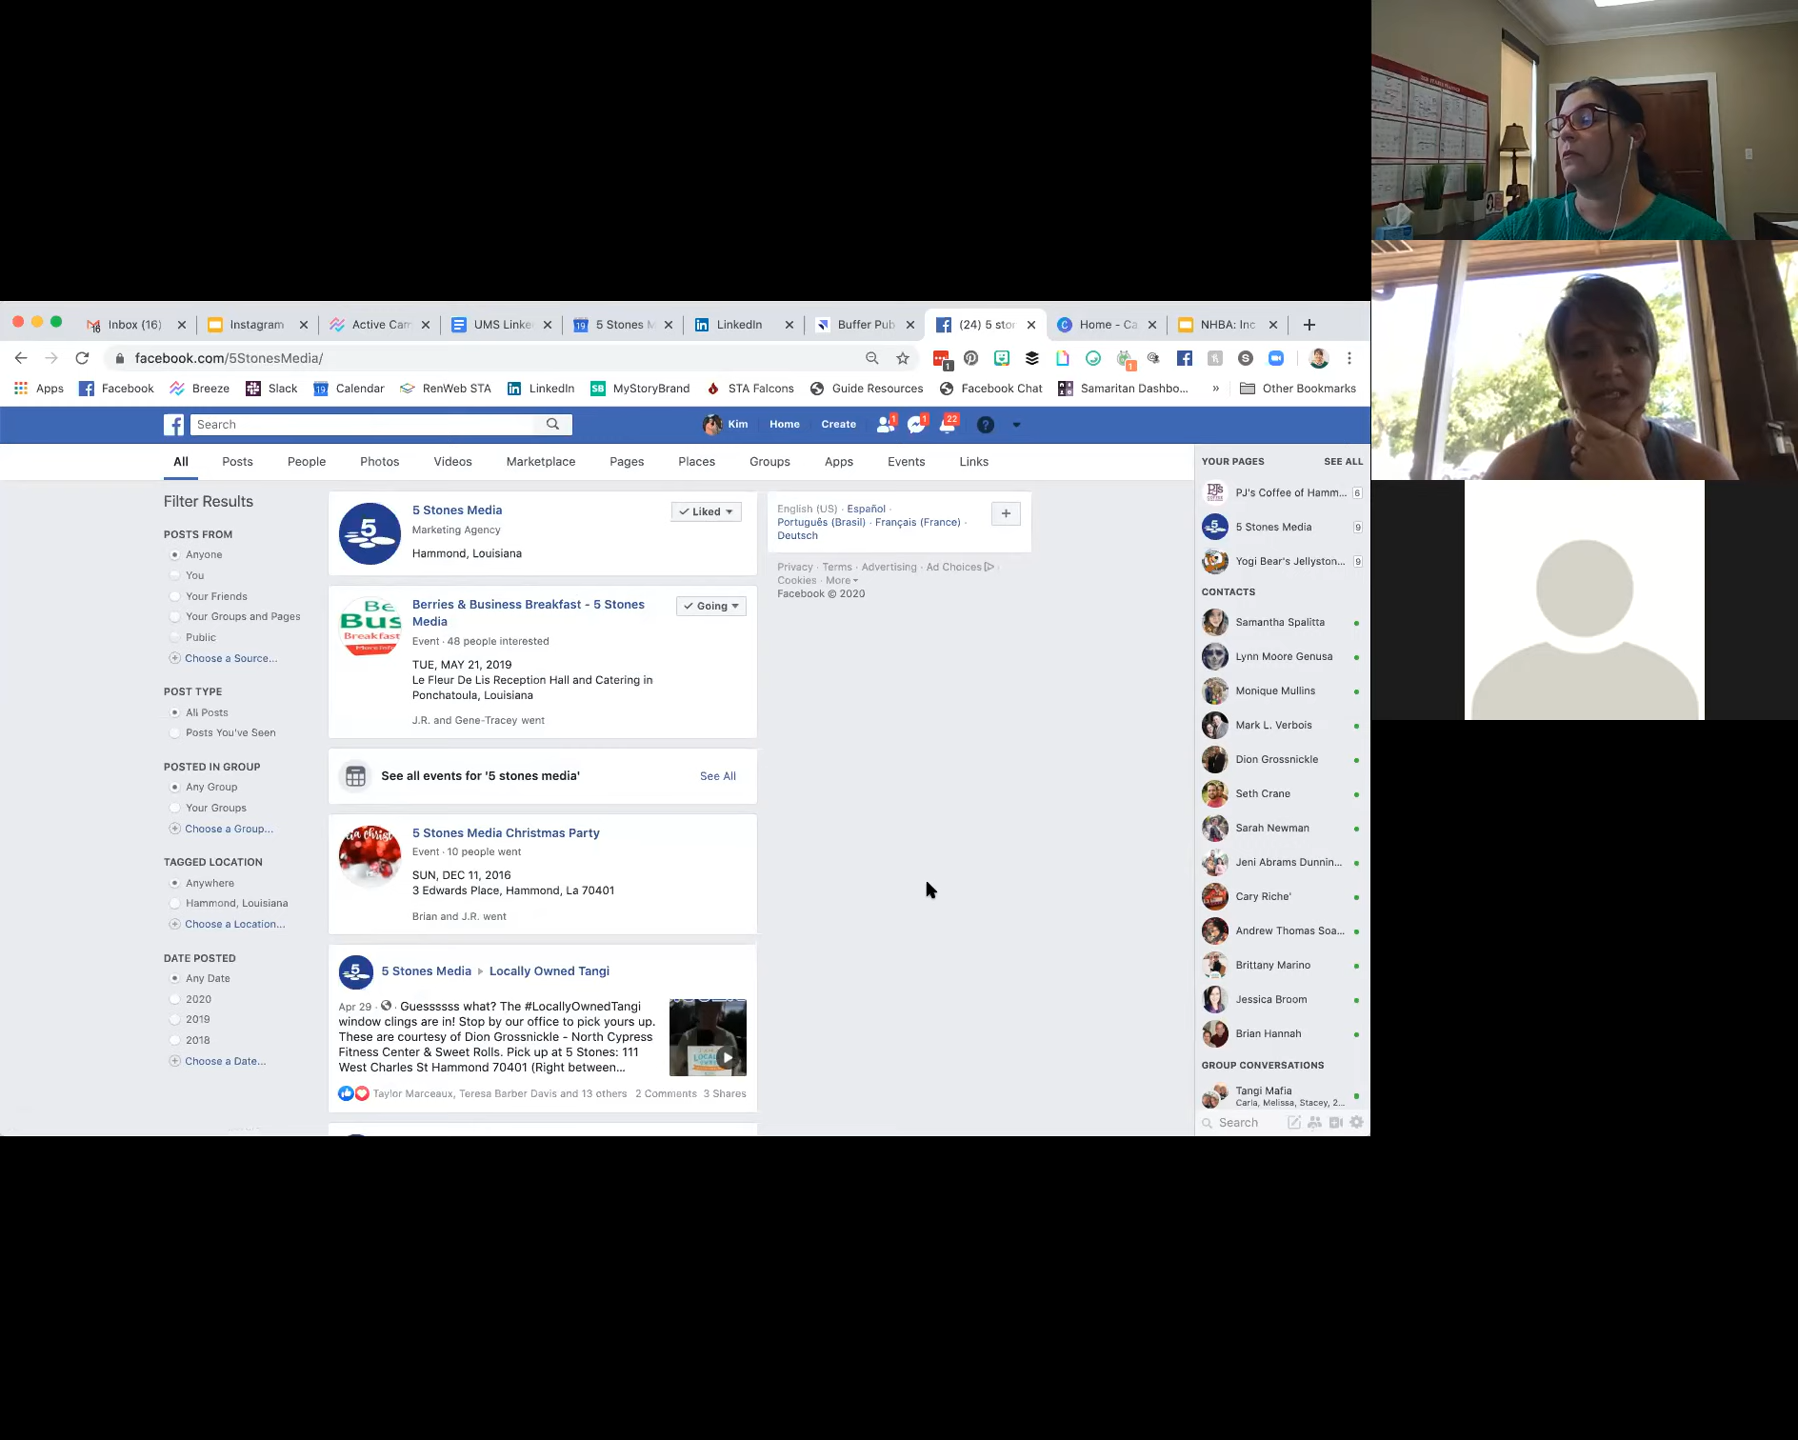 Inbox (16)
Instagram
Active Cam
UMS Linke
5 Stones M
LinkedIn
Buffer Pub
(24) 5 sto
Home - Ca
NHBA: Inc
facebook.com/5StonesMedia/
Apps
Facebook
Breeze
Slack
Calendar
RenWeb STA
LinkedIn
MyStoryBrand
STA Falcons
Guide Resources
Facebook Chat
Samaritan Dashbo...
»
Other Bookmarks
Search
Kim
Home
Create
1
1
22
All
Posts
People
Photos
Videos
Marketplace
Pages
Places
Groups
Apps
Events
Links
Filter Results
POSTS FROM
Anyone
You
Your Friends
Your Groups and Pages
Public
Choose a Source...
POST TYPE
All Posts
Posts You've Seen
POSTED IN GROUP
Any Group
Your Groups
Choose a Group...
TAGGED LOCATION
Anywhere
Hammond, Louisiana
Choose a Location...
DATE POSTED
Any Date
2020
2019
2018
Choose a Date...
5 Stones Media
Marketing Agency
Hammond, Louisiana
Liked
Be
Bus
Breakfast
Berries & Business Breakfast - 5 Stones
Media
Going
Event · 48 people interested
TUE, MAY 21, 2019
Le Fleur De Lis Reception Hall and Catering in
Ponchatoula, Louisiana
J.R. and Gene-Tracey went
See all events for '5 stones media'
See All
5 Stones Media Christmas Party
Event · 10 people went
SUN, DEC 11, 2016
3 Edwards Place, Hammond, La 70401
Brian and J.R. went
5 Stones Media
Locally Owned Tangi
Apr 29 · Guessssss what? The #LocallyOwnedTangi
window clings are in! Stop by our office to pick yours up.
These are courtesy of Dion Grossnickle - North Cypress
Fitness Center & Sweet Rolls. Pick up at 5 Stones: 111
West Charles St Hammond 70401 (Right between...
Taylor Marceaux, Teresa Barber Davis and 13 others
2 Comments
3 Shares
English (US) · Español ·
Português (Brasil) · Français (France) ·
Deutsch
Privacy · Terms · Advertising · Ad Choices ·
Cookies · More
Facebook © 2020
YOUR PAGES
SEE ALL
PJ's Coffee of Hamm...
6
5 Stones Media
9
Yogi Bear's Jellyston...
9
CONTACTS
Samantha Spalitta
Lynn Moore Genusa
Monique Mullins
Mark L. Verbois
Dion Grossnickle
Seth Crane
Sarah Newman
Jeni Abrams Dunnin...
Cary Riche'
Andrew Thomas Soa...
Brittany Marino
Jessica Broom
Brian Hannah
GROUP CONVERSATIONS
Tangi Mafia
Carla, Melissa, Stacey, 2...
Search